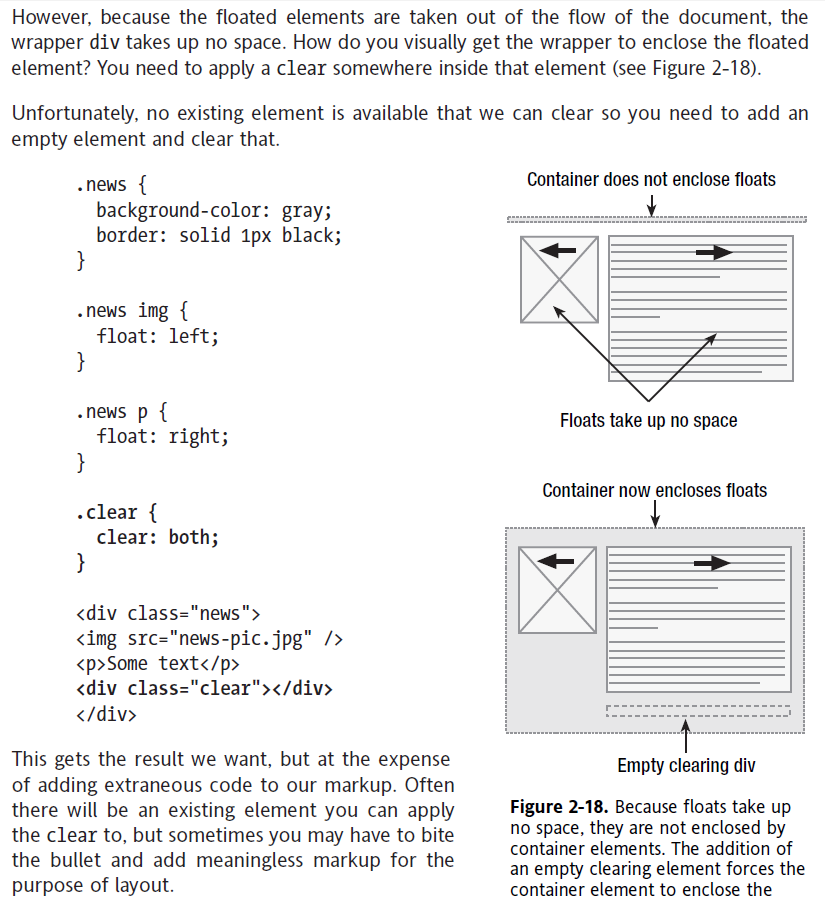 However, because the floated elements are taken out of the flow of the document, the
wrapper div takes up no space. How do you visually get the wrapper to enclose the floated
element? You need to apply a clear somewhere inside that element (see Figure 2-18).
Unfortunately, no existing element is available that we can clear so you need to add an
empty element and clear that.
.news {
background-color: gray;
border: solid 1px black;
}
.news img {
float: left;
}
.news p {
float: right;
}
.clear {
clear: both;
}
<div class="news">
<img src="news-pic.jpg" />
<p>Some text</p>
<div class="clear"></div>
</div>
This gets the result we want, but at the expense
of adding extraneous code to our markup. Often
there will be an existing element you can apply
the clear to, but sometimes you may have to bite
the bullet and add meaningless markup for the
purpose of layout.
Container does not enclose floats
Floats take up no space
Container now encloses floats
Empty clearing div
Figure 2-18. Because floats take up
no space, they are not enclosed by
container elements. The addition of
an empty clearing element forces the
container element to enclose the